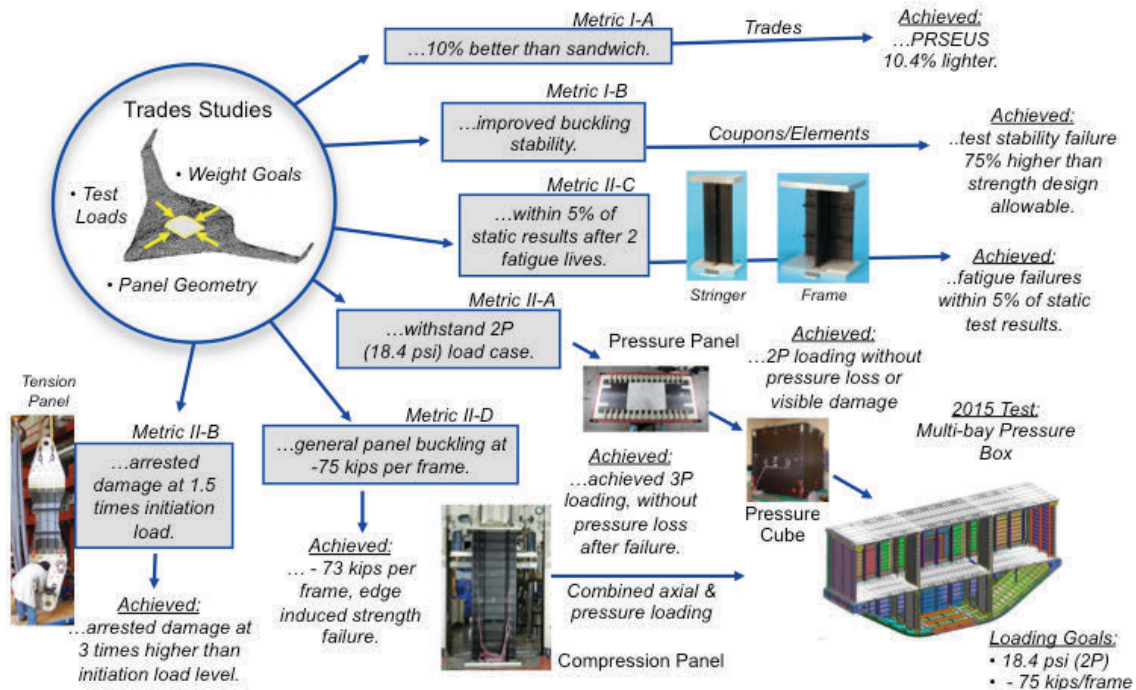 Metric I-A
...10% better than sandwich.
Trades
Achieved:
...PRSEUS
10.4% lighter.
Trades Studies
• Weight Goals
• Test
Loads
• Panel Geometry
Metric I-B
...improved buckling
stability.
Coupons/Elements
Achieved:
..test stability failure
75% higher than
strength design
allowable.
Metric II-C
...within 5% of
static results after 2
fatigue lives.
Stringer
Frame
Achieved:
..fatigue failures
within 5% of static
test results.
Metric II-A
...withstand 2P
(18.4 psi) load case.
Pressure Panel
Achieved:
...2P loading without
pressure loss or
visible damage
Achieved:
...achieved 3P
loading, without
pressure loss
after failure.
Pressure
Cube
2015 Test:
Multi-bay Pressure
Box
Tension
Panel
Metric II-B
...arrested
damage at 1.5
times initiation
load.
Achieved:
...arrested damage at
3 times higher than
initiation load level.
Metric II-D
...general panel buckling at
-75 kips per frame.
Achieved:
... - 73 kips per
frame, edge
induced strength
failure.
Compression Panel
Combined axial &
pressure loading
Loading Goals:
• 18.4 psi (2P)
• - 75 kips/frame